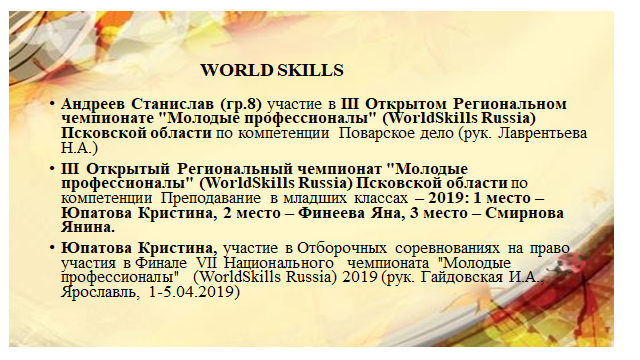 WORLD SKILLS
• Андреев Станислав (гр.8) участие в III Открытом Региональном
чемпионате "Молодые профессионалы" (WorldSkills Russia)
Псковской области по компетенции Поварское дело (рук. Лаврентьева
Н.А.)
• III Открытый Региональный чемпионат "Молодые
профессионалы" (WorldSkills Russia) Псковской области по
компетенции Преподавание в младших классах – 2019: 1 место –
Юпатова Кристина, 2 место – Финеева Яна, 3 место – Смирнова
Янина.
• Юпатова Кристина, участие в Отборочных соревнованиях на право
участия в Финале VII Национального чемпионата "Молодые
профессионалы" (WorldSkills Russia) 2019 (рук. Гайдовская И.А.,
Ярославль, 1-5.04.2019)